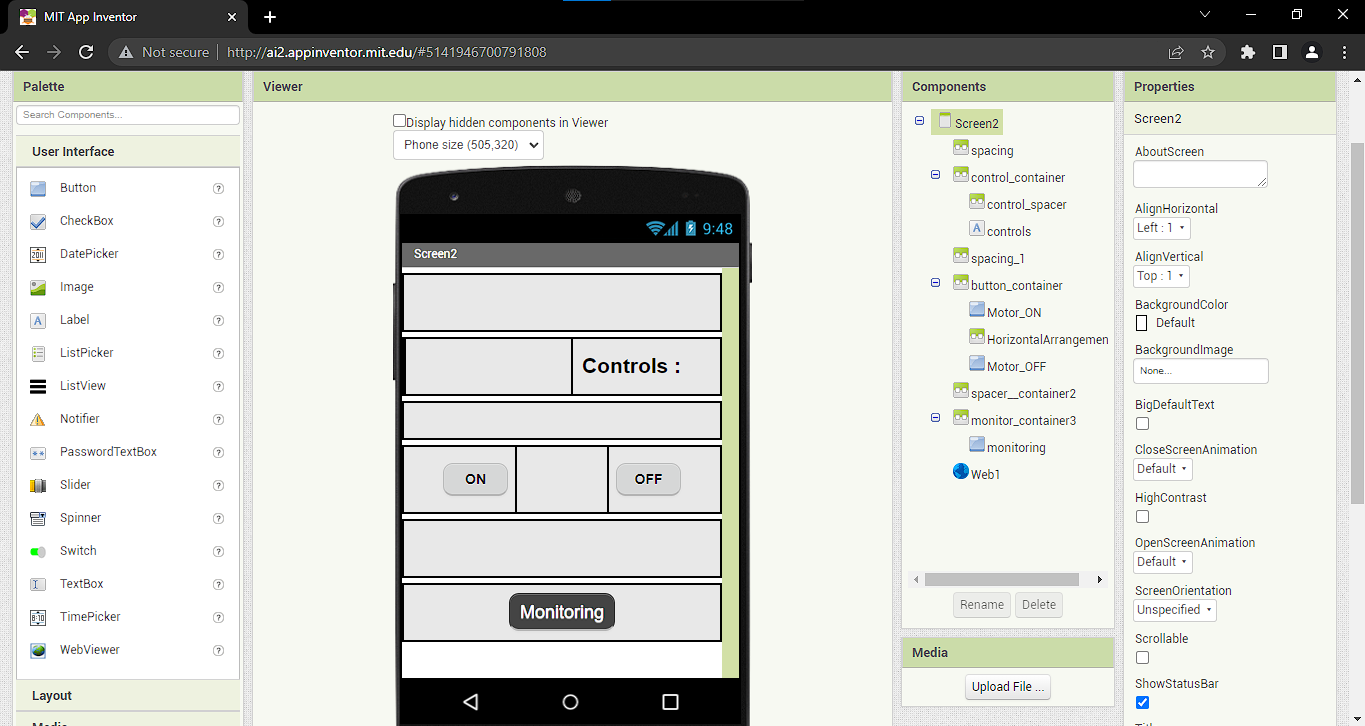 MIT App Inventor
Not secure
http://ai2.appinventor.mit.edu/#5141946700791808
Palette
Search Components...
User Interface
Button
?
CheckBox
?
DatePicker
?
Image
?
Label
?
ListPicker
?
ListView
?
Notifier
?
PasswordTextBox
?
Slider
?
Spinner
?
Switch
?
TextBox
?
TimePicker
?
WebViewer
?
Layout
Media
Viewer
Display hidden components in Viewer
Phone size (505,320)
9:48
Screen2
Controls :
ON
OFF
Monitoring
Components
Screen2
spacing
control_container
control_spacer
A controls
spacing_1
button_container
Motor_ON
HorizontalArrangemen
Motor_OFF
spacer__container2
monitor_container3
monitoring
Web1
Rename
Delete
Media
Upload File ...
Properties
Screen2
AboutScreen
AlignHorizontal
Left : 1
AlignVertical
Top : 1
BackgroundColor
Default
BackgroundImage
None...
BigDefaultText
CloseScreenAnimation
Default
HighContrast
OpenScreenAnimation
Default
ScreenOrientation
Unspecified
Scrollable
ShowStatusBar